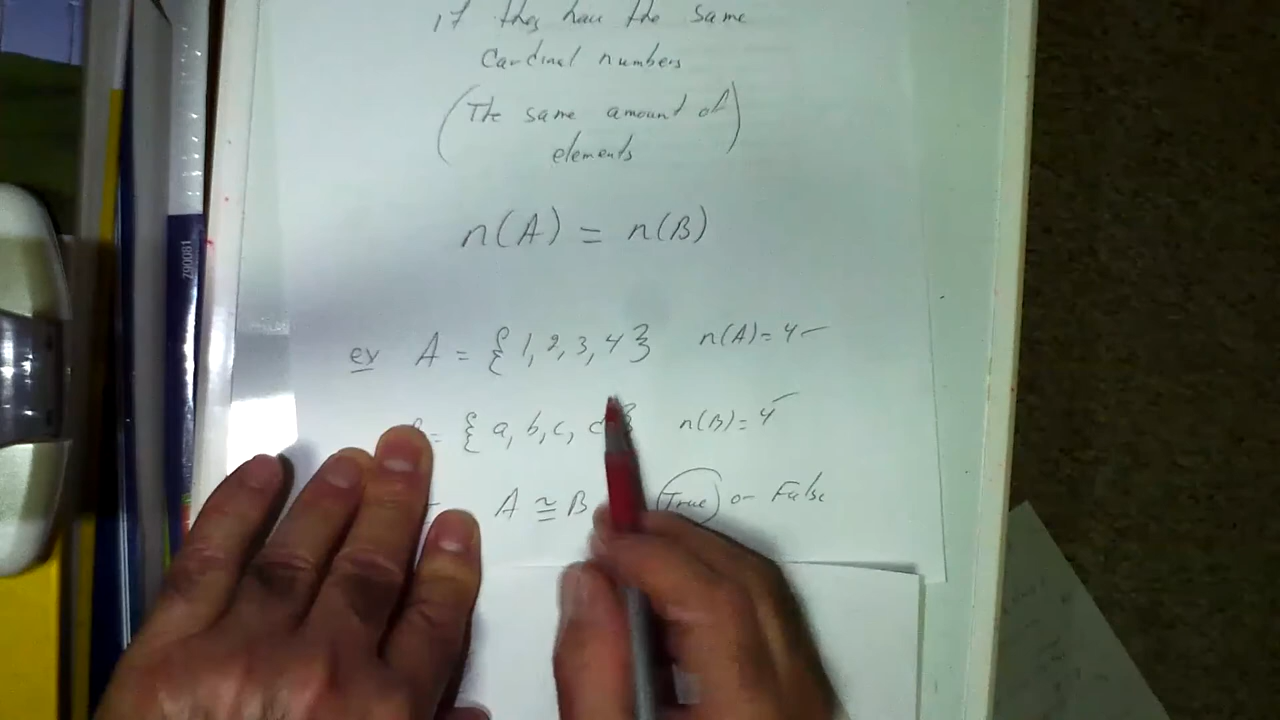 if they have the same
Cardinal numbers
(The same amount of)
elements
n(A) = n(B)
ex A = {1, 2, 3, 4} n(A) = 4
= {a, b, c, d} n(B) = 4
A ≅ B True or False
790081